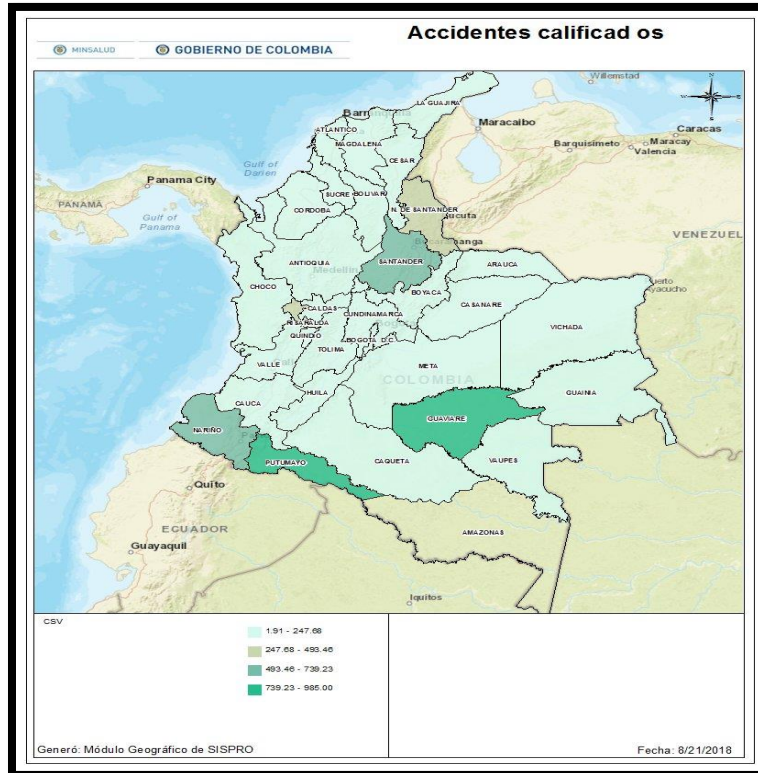 Accidentes calificad os
MINSALUD
GOBIERNO DE COLOMBIA
Willemstad
N
LA GUAJIRA
Barranquilla
Maracaibo
Caracas
ATLANTICO
MAGDALENA
Barquisimeto
Maracay
Valencia
CESAR
Gulf of
Darien
Panama City
PANAMÁ
SUCRE
BOLIVAR
N. DE SANTANDER
Cucuta
Gulf of
Panama
CORDOBA
VENEZUEL
ANTIOQUIA
SANTANDER
ARAUCA
Medellin
CHOCO
BOYACA
CASANARE
CALDAS
CUNDINAMARCA
RISARALDA
VICHADA
QUINDIO
BOGOTA D.C.
TOLIMA
VALLE
META
COLOMBIA
HUILA
GUAINIA
CAUCA
GUAVIARE
NARIÑO
PUTUMAYO
CAQUETA
VAUPES
Quito
ECUADOR
AMAZONAS
Guayaquil
Iquitos
CSV
1.91 - 247.68
247.68 - 493.46
493.46 - 739.23
739.23 - 985.00
Generó: Módulo Geográfico de SISPRO
Fecha: 8/21/2018